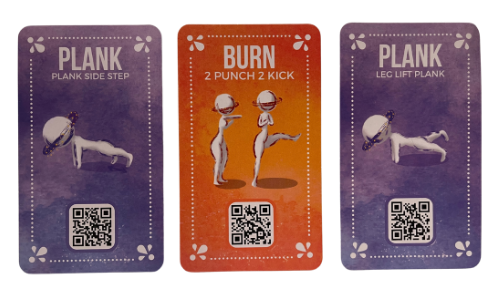 PLANK
PLANK SIDE STEP
BURN
2 PUNCH 2 KICK
PLANK
LEG LIFT PLANK